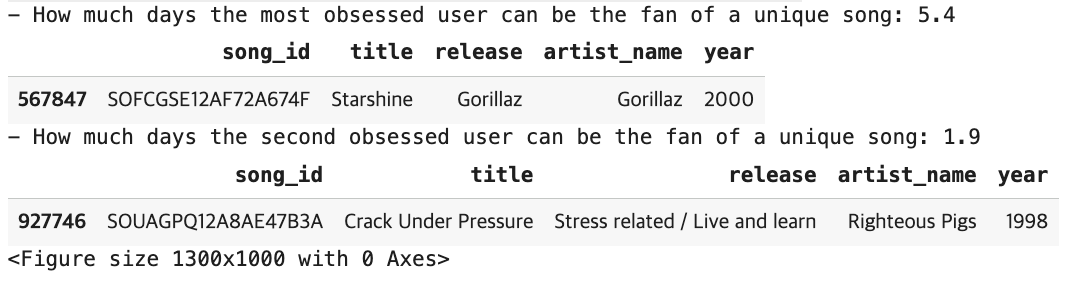 – How much days the most obsessed user can be the fan of a unique song: 5.4
song_id title release artist_name year
567847 SOFCGSE12AF72A674F Starshine Gorillaz Gorillaz 2000
– How much days the second obsessed user can be the fan of a unique song: 1.9
song_id title release artist_name year
927746 SOUAGPQ12A8AE47B3A Crack Under Pressure Stress related / Live and learn Righteous Pigs 1998
<Figure size 1300x1000 with 0 Axes>